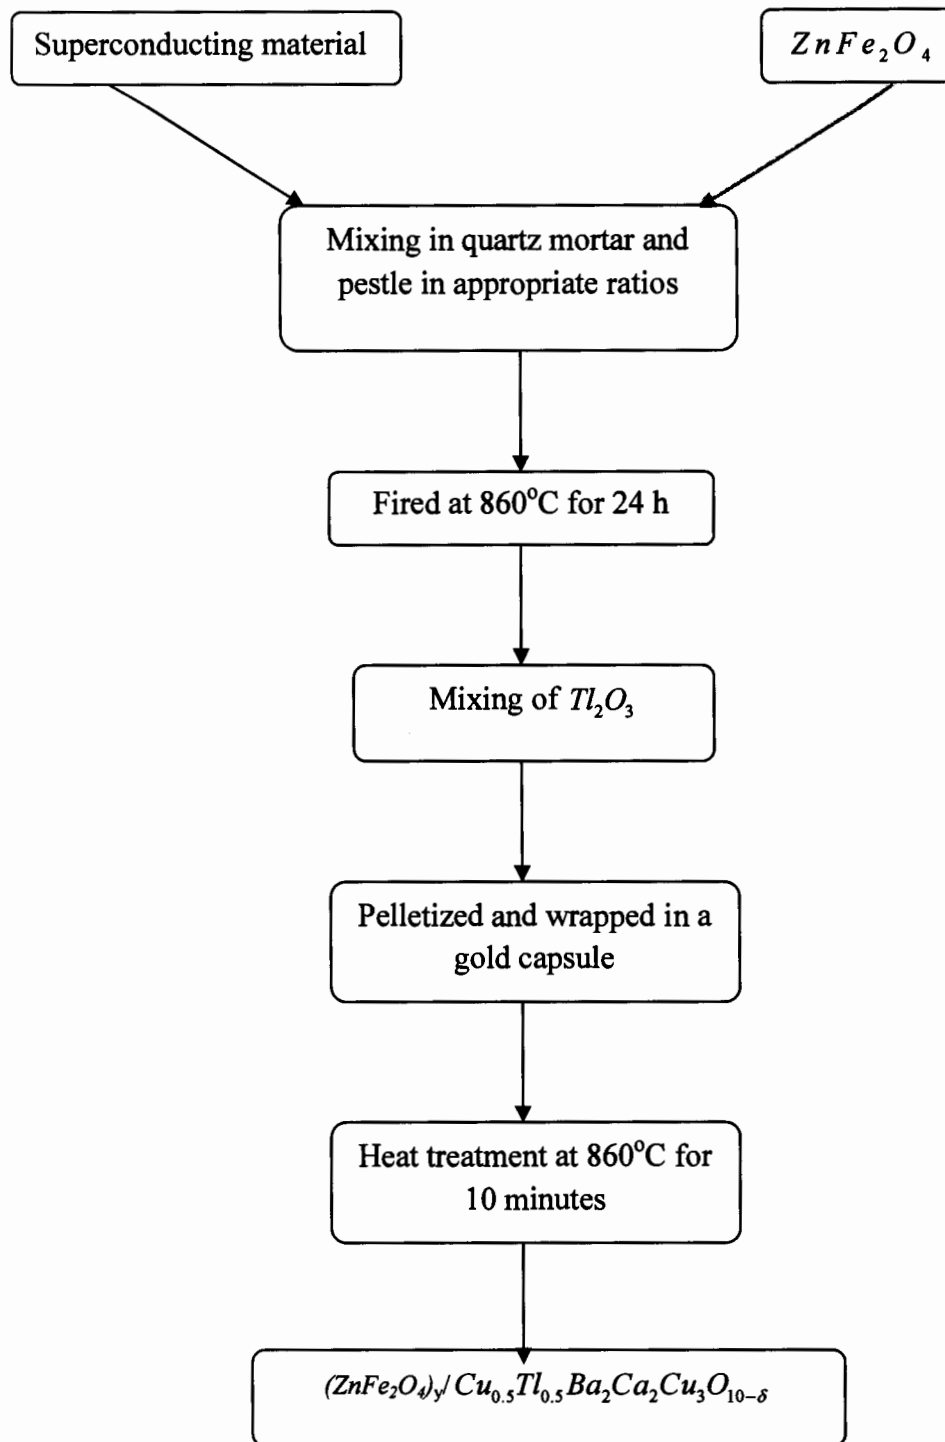 Superconducting material
ZnFe₂O₄
Mixing in quartz mortar and
pestle in appropriate ratios
Fired at 860°C for 24 h
Mixing of Tl₂O₃
Pelletized and wrapped in a
gold capsule
Heat treatment at 860°C for
10 minutes
(ZnFe₂O₄)y/Cu₀.₅Tl₀.₅Ba₂Ca₂Cu₃O₁₀₋δ